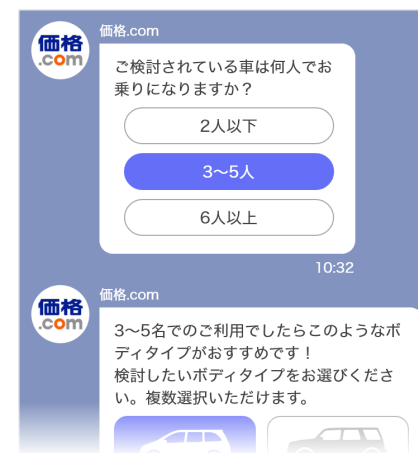 価格.com
価格
.com
ご検討されている車は何人でお
乗りになりますか？
2人以下
3〜5人
6人以上
10:32
価格.com
価格
.com
3〜5名でのご利用でしたらこのようなボ
ディタイプがおすすめです！
検討したいボディタイプをお選びくださ
い。複数選択いただけます。